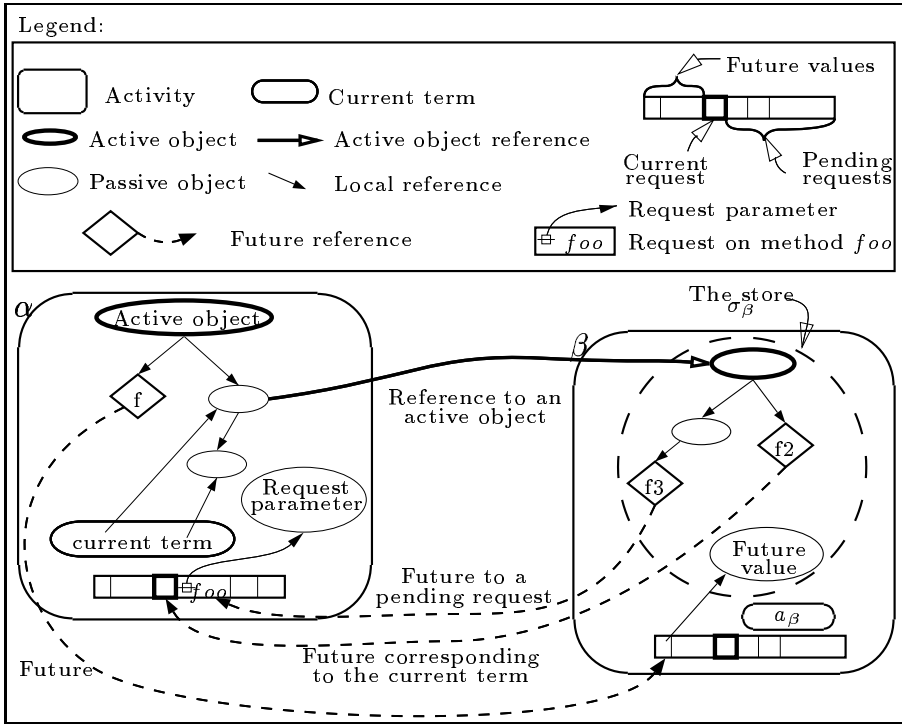 Legend:
Activity
Current term
Future values
Active object
Active object reference
Current
request
Pending
requests
Passive object
Local reference
Request parameter
Future reference
foo
Request on method foo
α
Active object
The store
σβ
β
f
Reference to an
active object
f2
f3
Request
parameter
current term
Future
value
foo
Future to a
pending request
aβ
Future corresponding
to the current term
Future